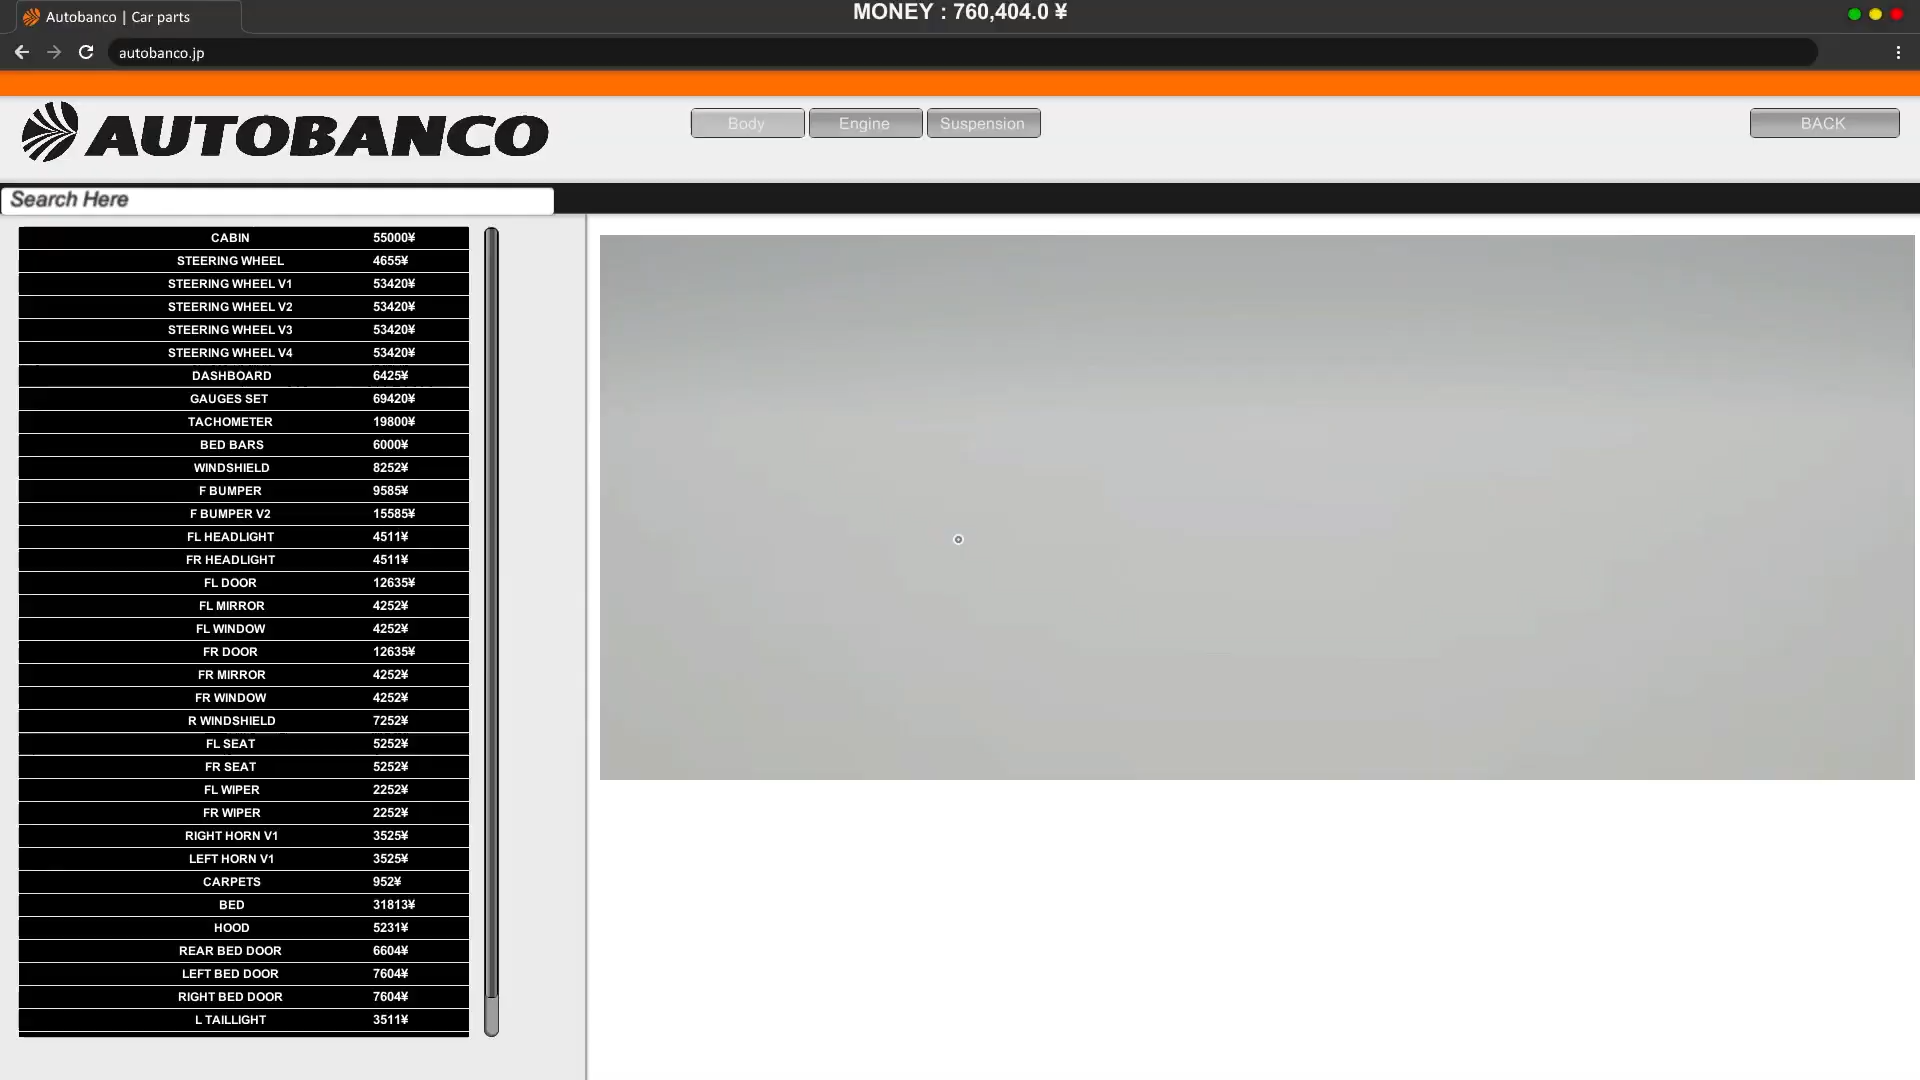 Autobanco | Car parts
MONEY : 760,404.0 ¥
autobanco.jp
AUTOBANCO
Body
Engine
Suspension
BACK
Search Here
CABIN 55000¥
STEERING WHEEL 4655¥
STEERING WHEEL V1 53420¥
STEERING WHEEL V2 53420¥
STEERING WHEEL V3 53420¥
STEERING WHEEL V4 53420¥
DASHBOARD 6425¥
GAUGES SET 69420¥
TACHOMETER 19800¥
BED BARS 6000¥
WINDSHIELD 8252¥
F BUMPER 9585¥
F BUMPER V2 15585¥
FL HEADLIGHT 4511¥
FR HEADLIGHT 4511¥
FL DOOR 12635¥
FL MIRROR 4252¥
FL WINDOW 4252¥
FR DOOR 12635¥
FR MIRROR 4252¥
FR WINDOW 4252¥
R WINDSHIELD 7252¥
FL SEAT 5252¥
FR SEAT 5252¥
FL WIPER 2252¥
FR WIPER 2252¥
RIGHT HORN V1 3525¥
LEFT HORN V1 3525¥
CARPETS 952¥
BED 31813¥
HOOD 5231¥
REAR BED DOOR 6604¥
LEFT BED DOOR 7604¥
RIGHT BED DOOR 7604¥
L TAILLIGHT 3511¥